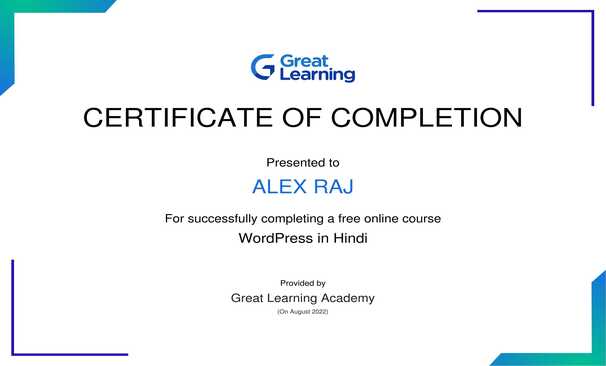 Great
Learning
CERTIFICATE OF COMPLETION
Presented to
ALEX RAJ
For successfully completing a free online course
WordPress in Hindi
Provided by
Great Learning Academy
(On August 2022)